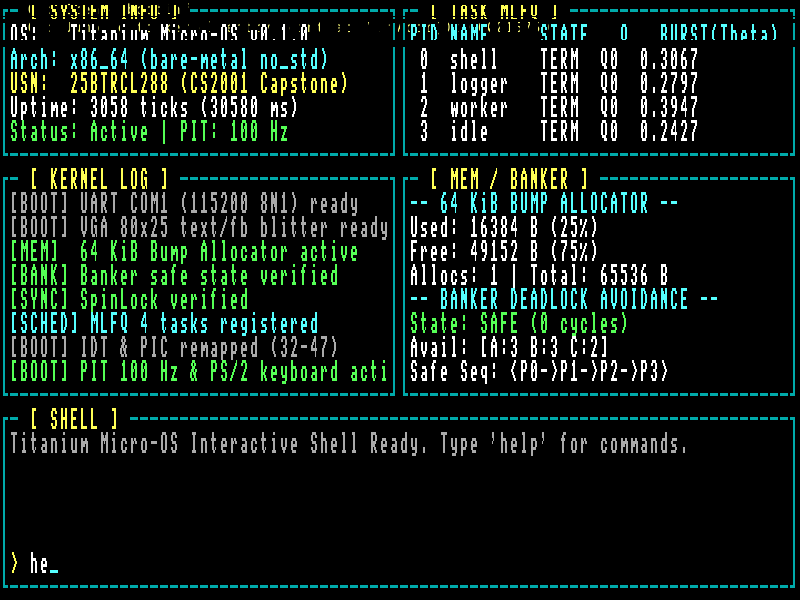 [ SYSTEM INFO ]
OS: Titanium Micro-OS v0.1.0
Arch: x86_64 (bare-metal no_std)
USN: 25BTRCL288 (CS2001 Capstone)
Uptime: 3058 ticks (30580 ms)
Status: Active | PIT: 100 Hz
[ TASK MLFQ ]
PID NAME STATE Q BURST(Theta)
0 shell TERM Q0 0.3067
1 logger TERM Q0 0.2797
2 worker TERM Q0 0.3947
3 idle TERM Q0 0.2427
[ KERNEL LOG ]
[BOOT] UART COM1 (115200 8N1) ready
[BOOT] VGA 80x25 text/fb blitter ready
[MEM] 64 KiB Bump Allocator active
[BANK] Banker safe state verified
[SYNC] SpinLock verified
[SCHED] MLFQ 4 tasks registered
[BOOT] IDT & PIC remapped (32-47)
[BOOT] PIT 100 Hz & PS/2 keyboard acti
[ MEM / BANKER ]
-- 64 KiB BUMP ALLOCATOR --
Used: 16384 B (25%)
Free: 49152 B (75%)
Allocs: 1 | Total: 65536 B
-- BANKER DEADLOCK AVOIDANCE --
State: SAFE (0 cycles)
Avail: [A:3 B:3 C:2]
Safe Seq: <P0->P1->P2->P3>
[ SHELL ]
Titanium Micro-OS Interactive Shell Ready. Type 'help' for commands.
> he_